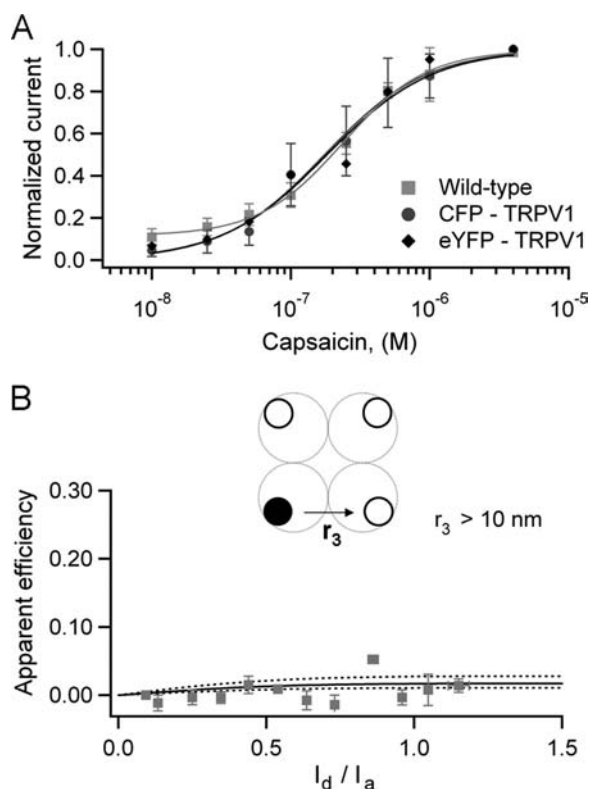 A
Normalized current
1.0
0.8
0.6
0.4
0.2
0.0
Wild-type
CFP - TRPV1
eYFP - TRPV1
10⁻⁸
10⁻⁷
10⁻⁶
10⁻⁵
Capsaicin, (M)
B
Apparent efficiency
0.30
0.20
0.10
0.00
r₃
r₃ > 10 nm
0.0
0.5
1.0
1.5
I_d / I_a